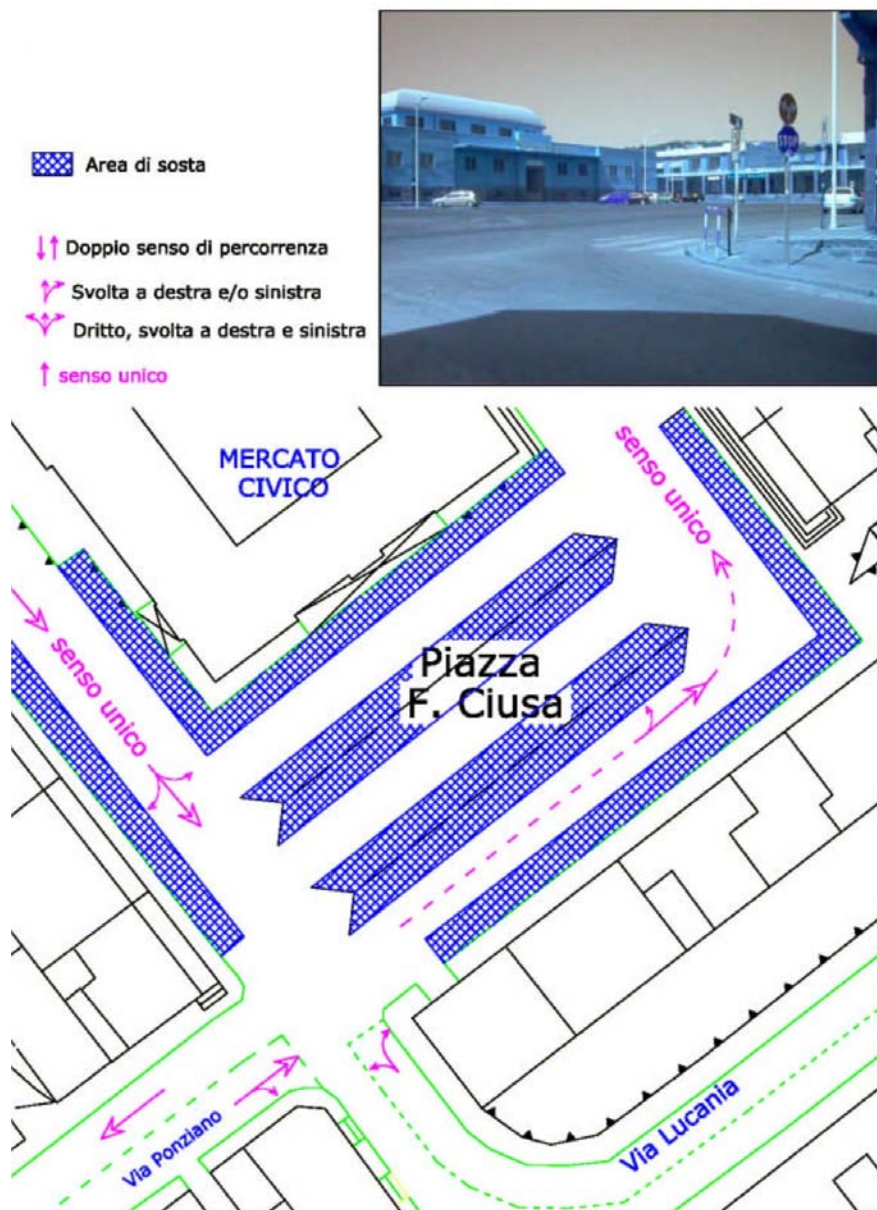 Area di sosta
STOP
Doppio senso di percorrenza
Svolta a destra e/o sinistra
Dritto, svolta a destra e sinistra
senso unico
MERCATO
CIVICO
senso unico
senso unico
Piazza
F. Ciusa
Via Ponziano
Via Lucania